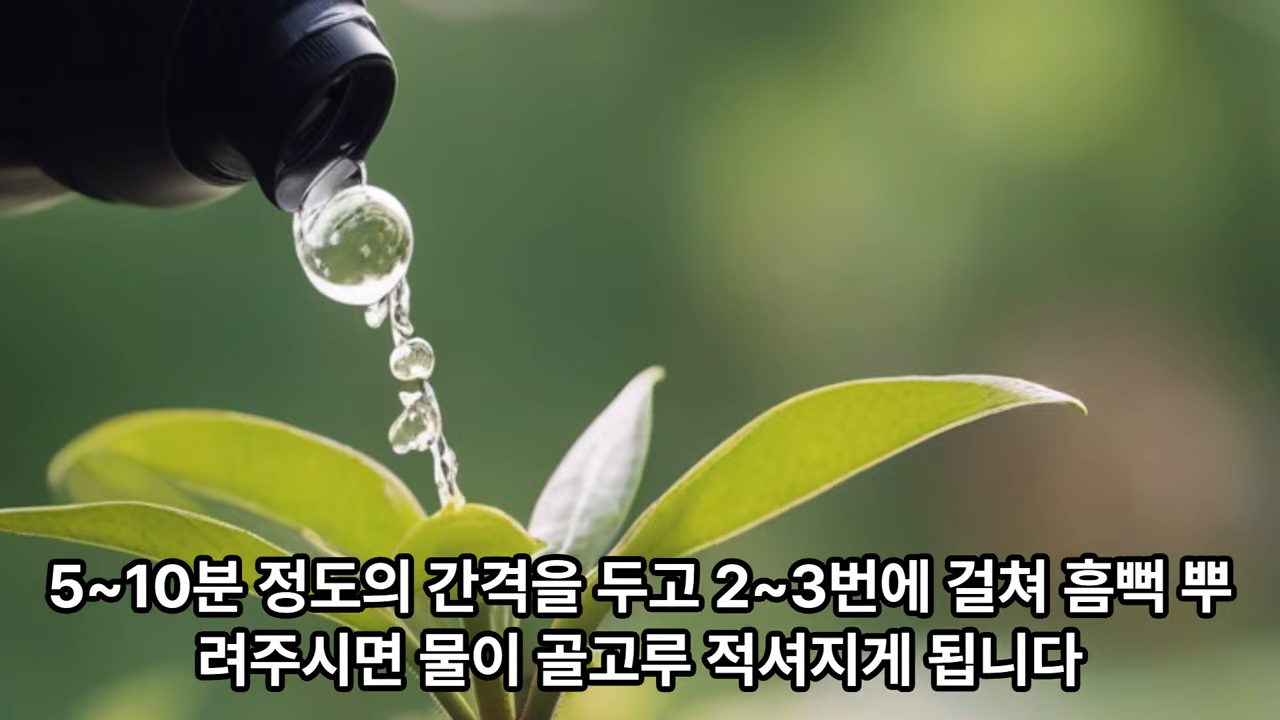 5~10분 정도의 간격을 두고 2~3번에 걸쳐 흠뻑 뿌
려주시면 물이 골고루 적셔지게 됩니다